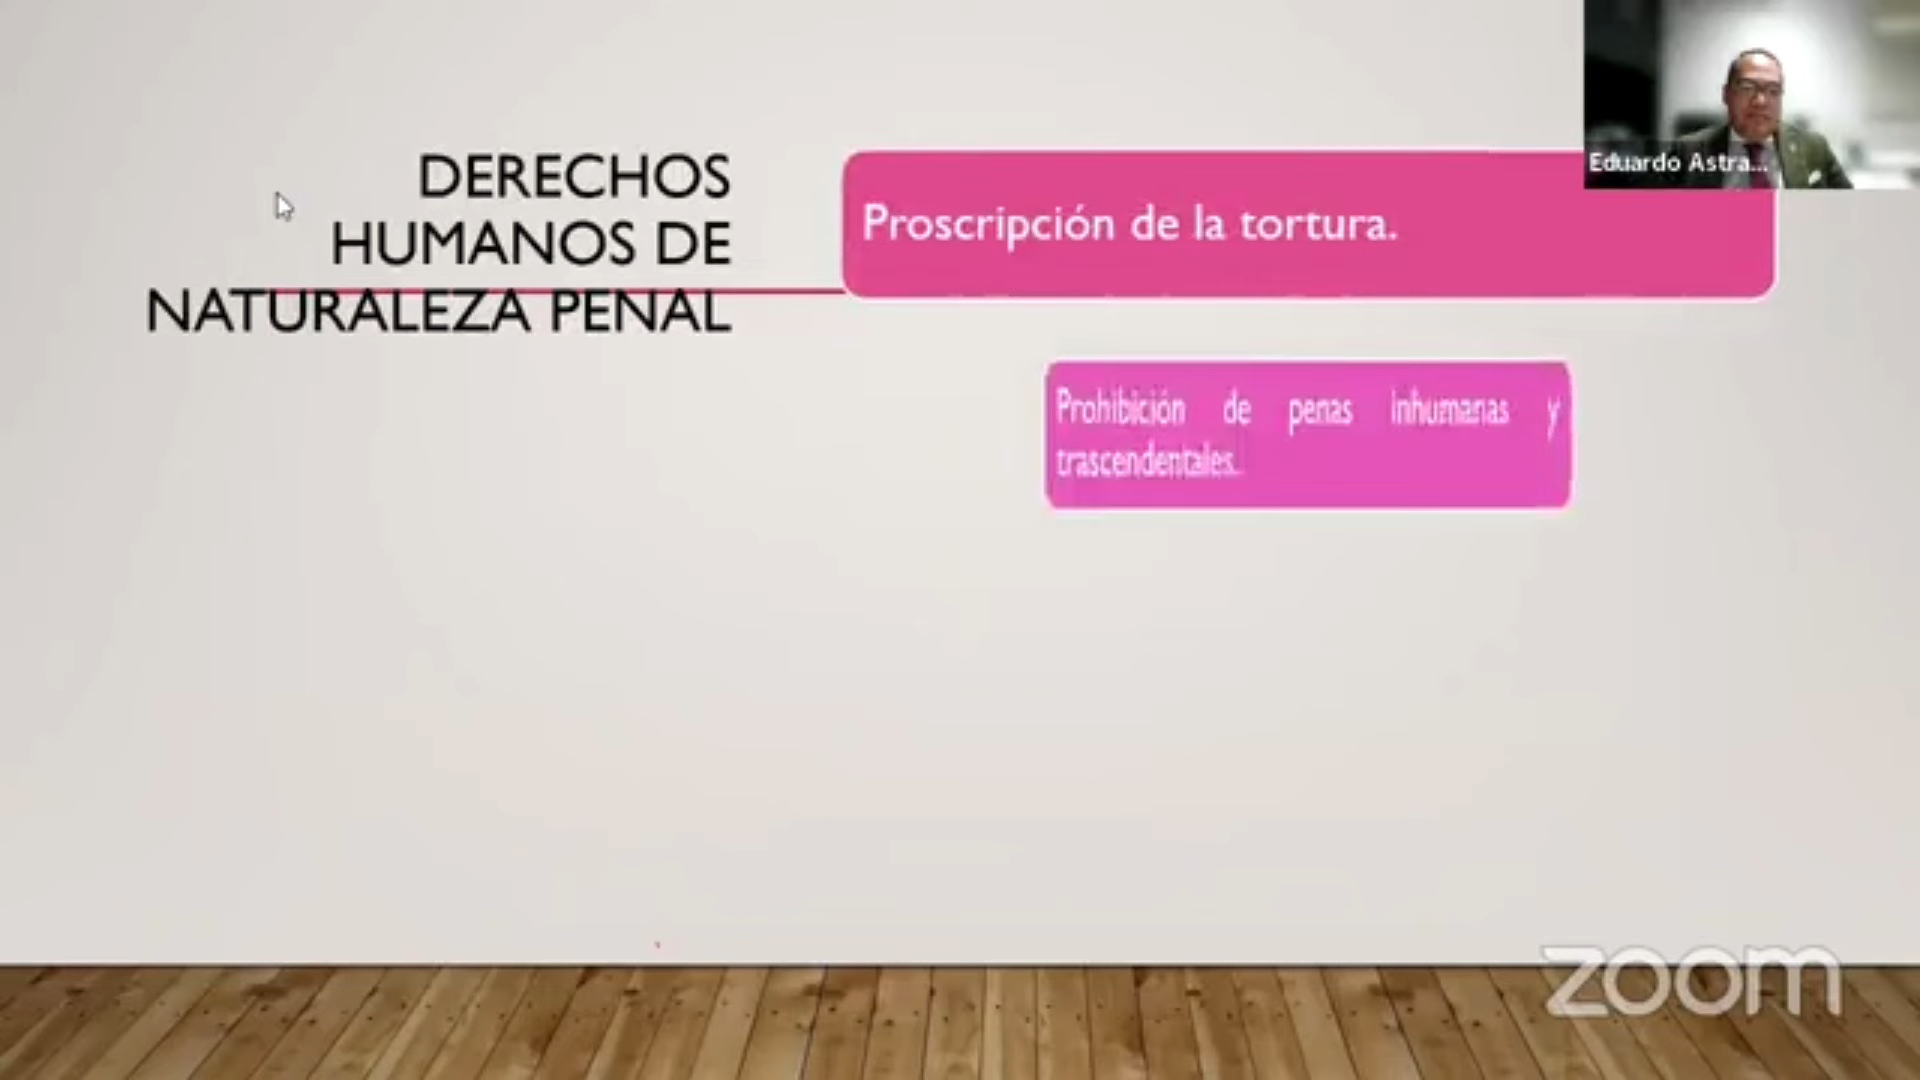 DERECHOS
HUMANOS DE
NATURALEZA PENAL
Proscripción de la tortura.
Prohibición de penas inhumanas y
trascendentales.
Eduardo Astra...
zoom